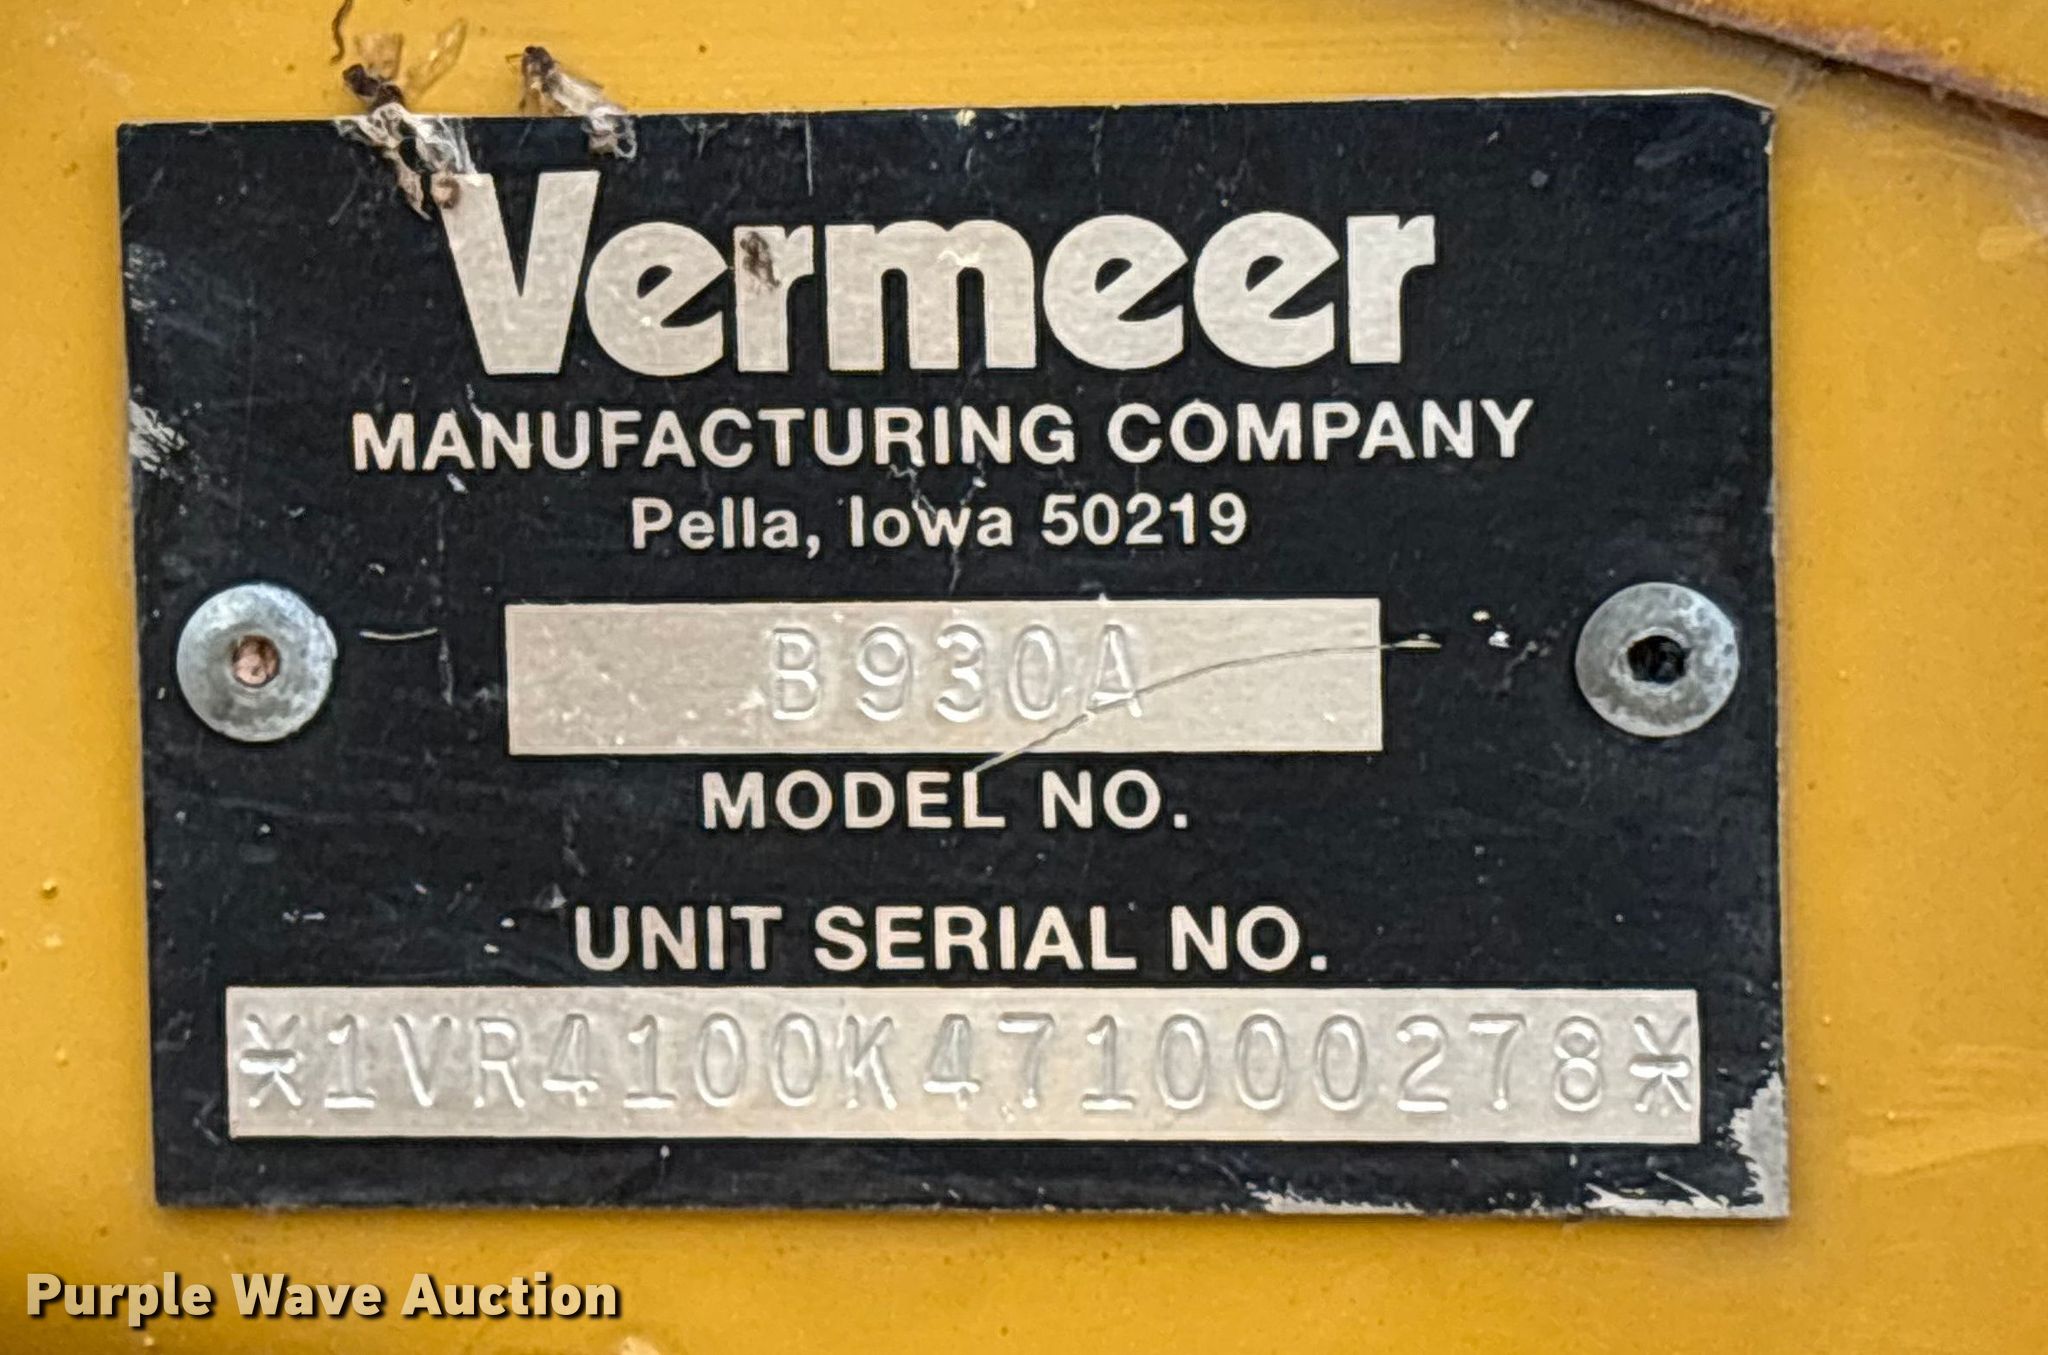 Vermeer
MANUFACTURING COMPANY
Pella, Iowa 50219
B930A
MODEL NO.
UNIT SERIAL NO.
*1VR4100K471000278*
Purple Wave Auction